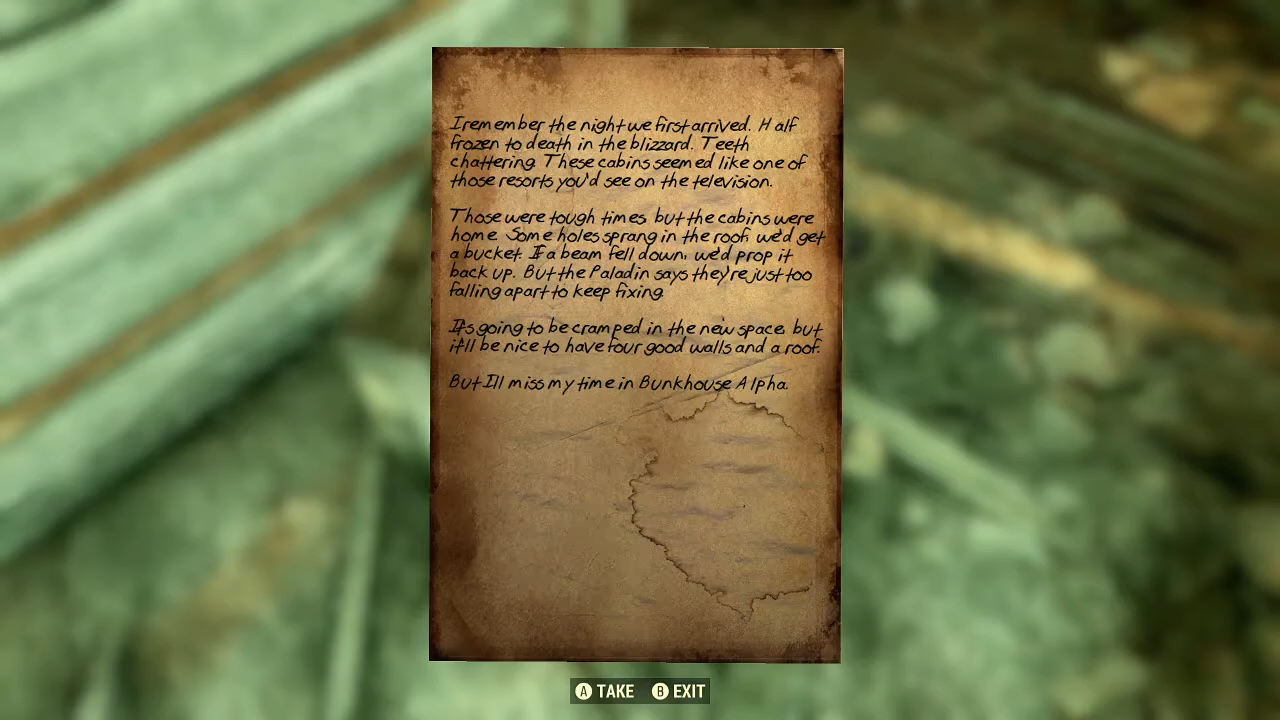 I remember the night we first arrived. Half
frozen to death in the blizzard. Teeth
chattering. These cabins seemed like one of
those resorts you'd see on the television.
Those were tough times, but the cabins were
home. Some holes sprang in the roof, we'd get
a bucket. If a beam fell down, we'd prop it
back up. But the Paladin says they're just too
falling apart to keep fixing.
It's going to be cramped in the new space, but
it'll be nice to have four good walls and a roof.
But I'll miss my time in Bunkhouse Alpha.
A TAKE B EXIT